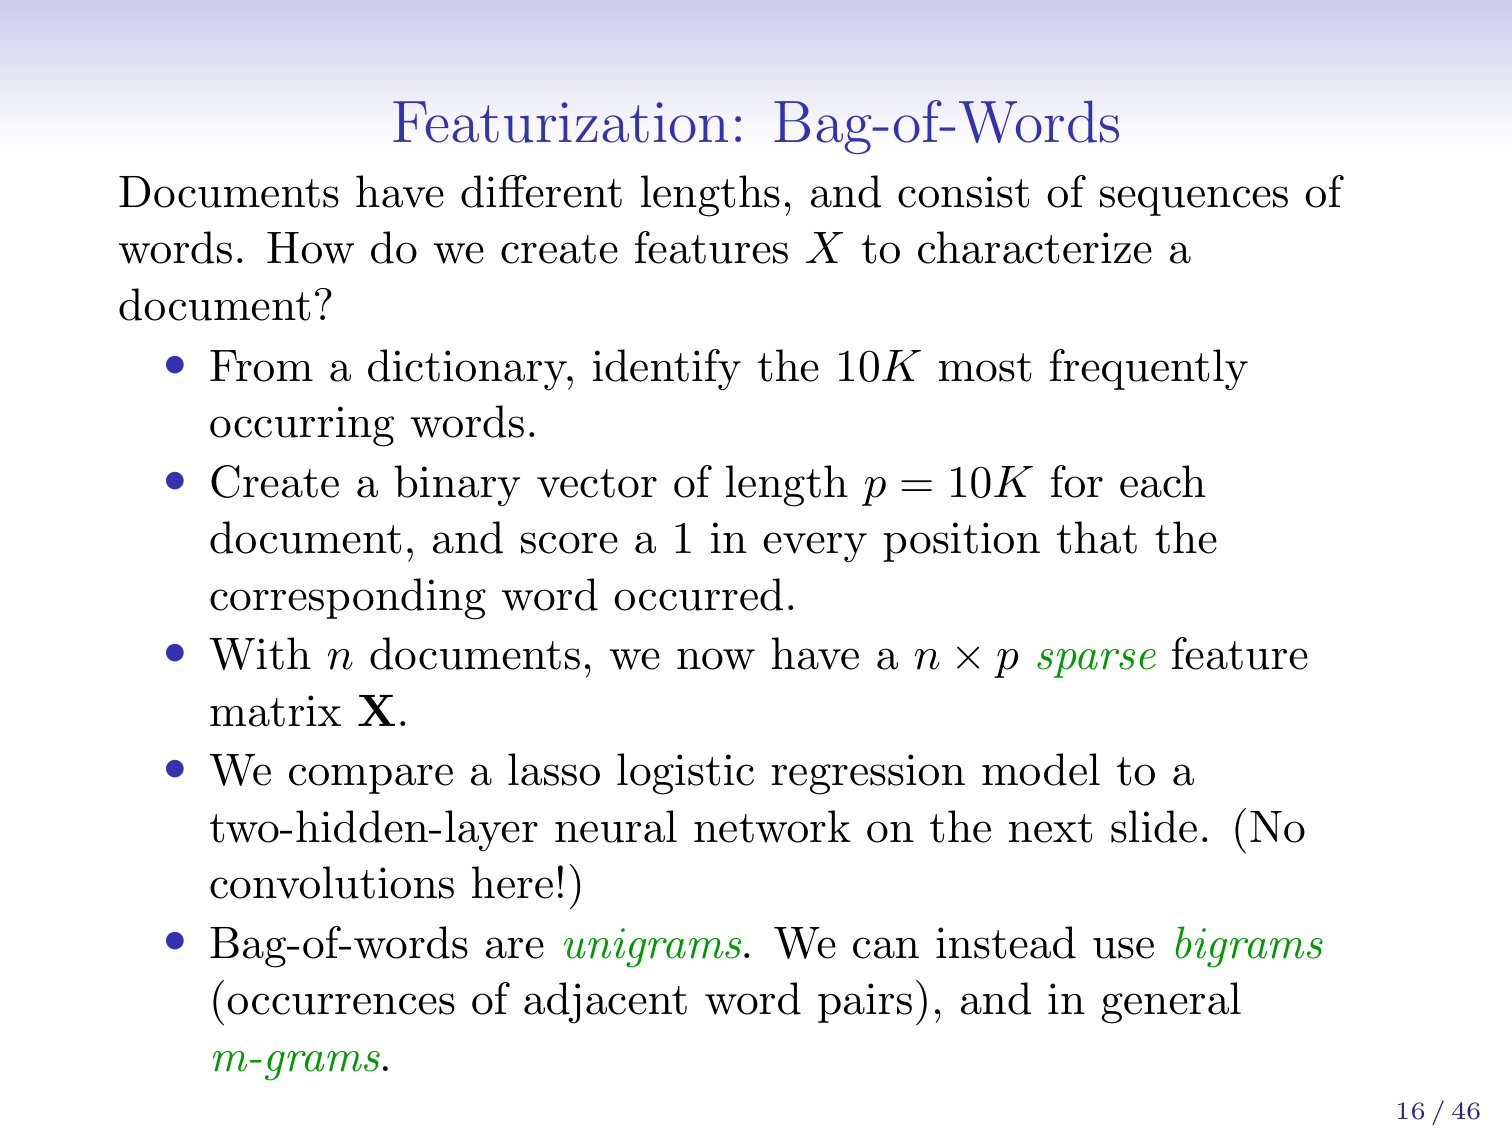 Featurization: Bag-of-Words
Documents have different lengths, and consist of sequences of
words. How do we create features X to characterize a
document?
• From a dictionary, identify the 10K most frequently
occurring words.
• Create a binary vector of length p = 10K for each
document, and score a 1 in every position that the
corresponding word occurred.
• With n documents, we now have a n × p sparse feature
matrix X.
• We compare a lasso logistic regression model to a
two-hidden-layer neural network on the next slide. (No
convolutions here!)
• Bag-of-words are unigrams. We can instead use bigrams
(occurrences of adjacent word pairs), and in general
m-grams.
16 / 46